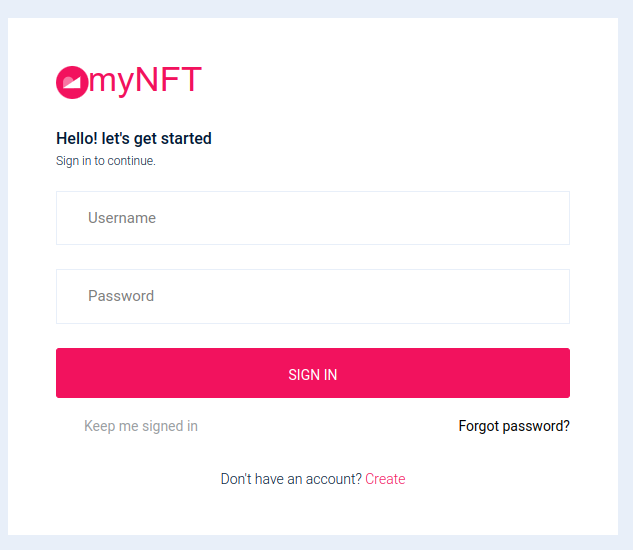 myNFT
Hello! let's get started
Sign in to continue.
Username
Password
SIGN IN
Keep me signed in Forgot password?
Don't have an account? Create